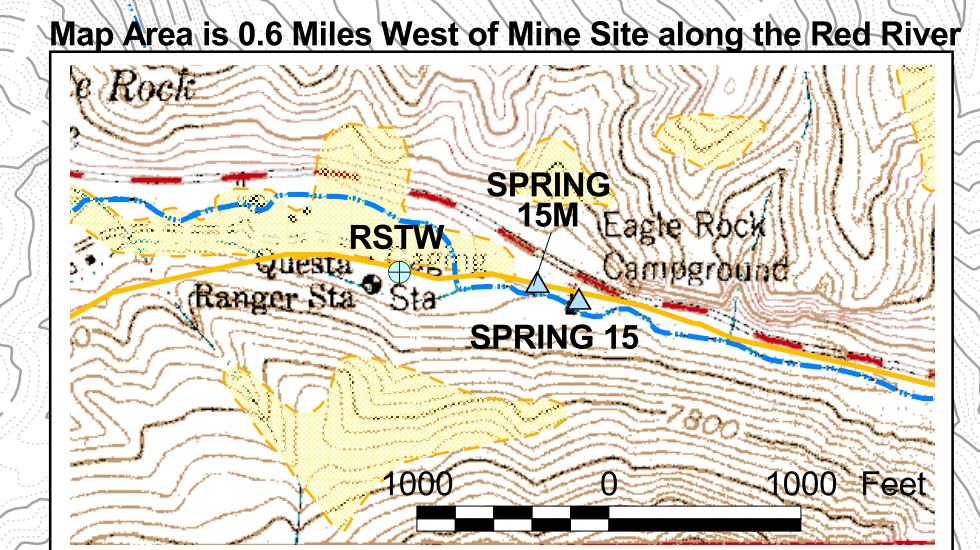 Map Area is 0.6 Miles West of Mine Site along the Red River
e Rock
SPRING
15M
Eagle Rock
Campground
RSTW
Questa Gaging
Ranger Sta Sta
SPRING 15
7800
1000 0 1000 Feet